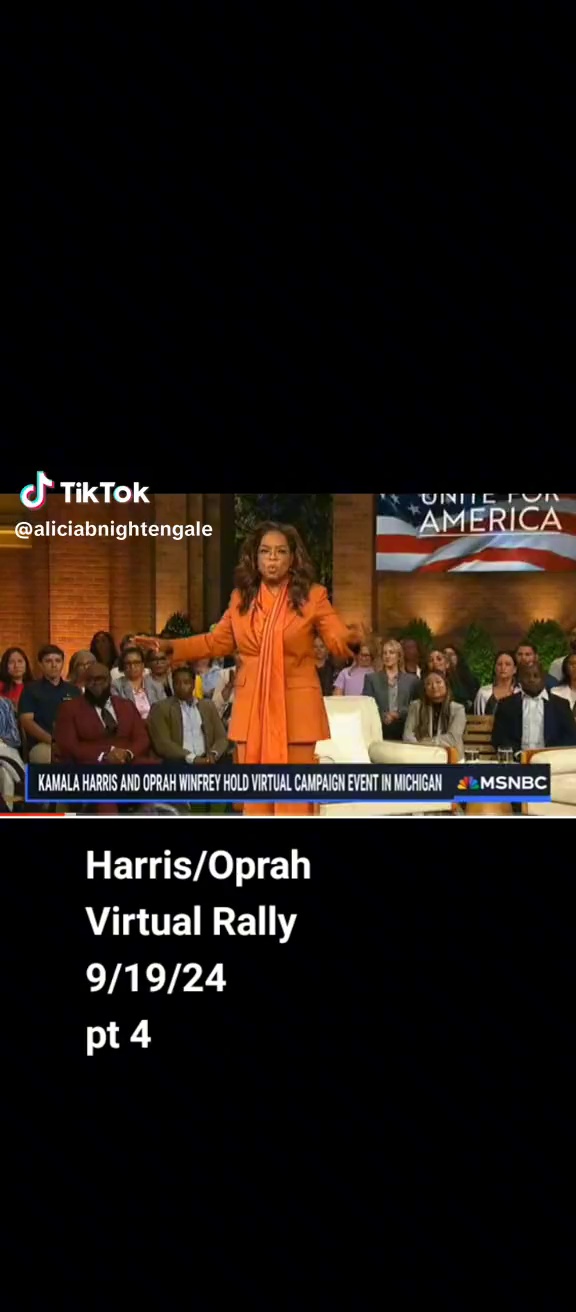 TikTok
@aliciabnightengale
UNITE FOR
AMERICA
KAMALA HARRIS AND OPRAH WINFREY HOLD VIRTUAL CAMPAIGN EVENT IN MICHIGAN
MSNBC
Harris/Oprah
Virtual Rally
9/19/24
pt 4